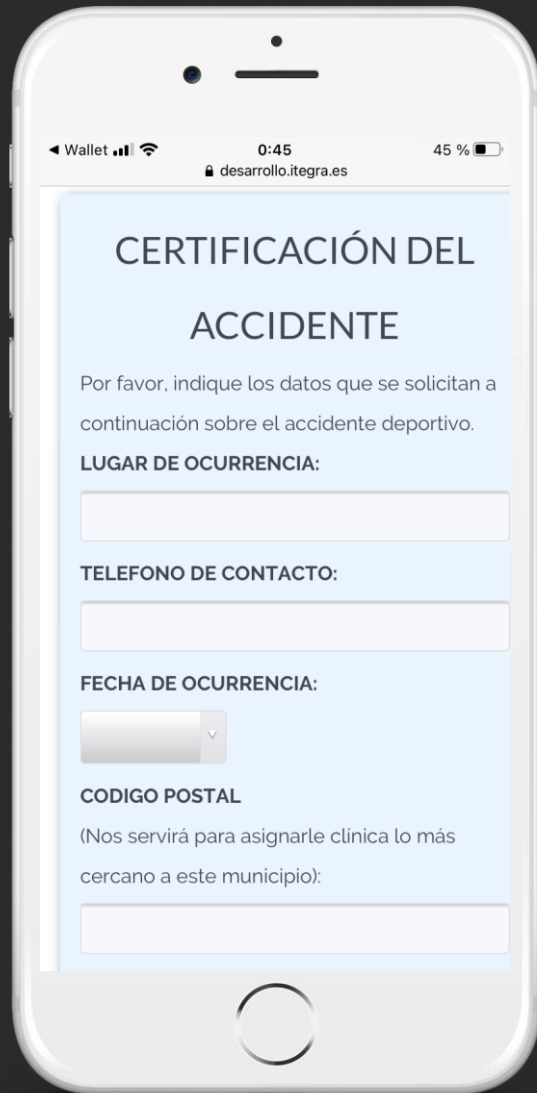 ◄ Wallet 0:45 45 %
desarrollo.itegra.es
CERTIFICACIÓN DEL
ACCIDENTE
Por favor, indique los datos que se solicitan a
continuación sobre el accidente deportivo.
LUGAR DE OCURRENCIA:
TELEFONO DE CONTACTO:
FECHA DE OCURRENCIA:
CODIGO POSTAL
(Nos servirá para asignarle clínica lo más
cercano a este municipio):